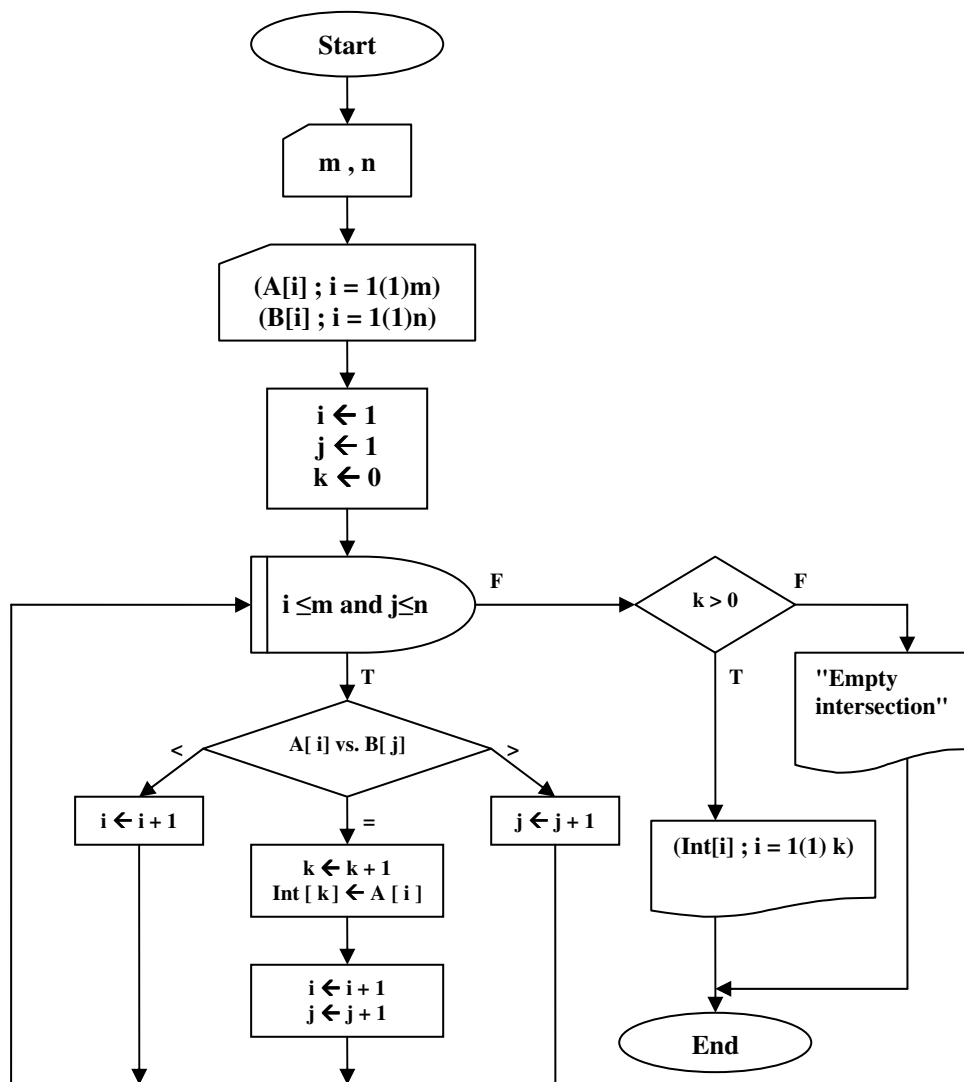 Start
m , n
(A[i] ; i = 1(1)m)
(B[i] ; i = 1(1)n)
i ← 1
j ← 1
k ← 0
i ≤m and j≤n
F
T
k > 0
F
T
"Empty
intersection"
A[ i] vs. B[ j]
<
>
=
i ← i + 1
j ← j + 1
k ← k + 1
Int [ k] ← A [ i ]
(Int[i] ; i = 1(1) k)
i ← i + 1
j ← j + 1
End